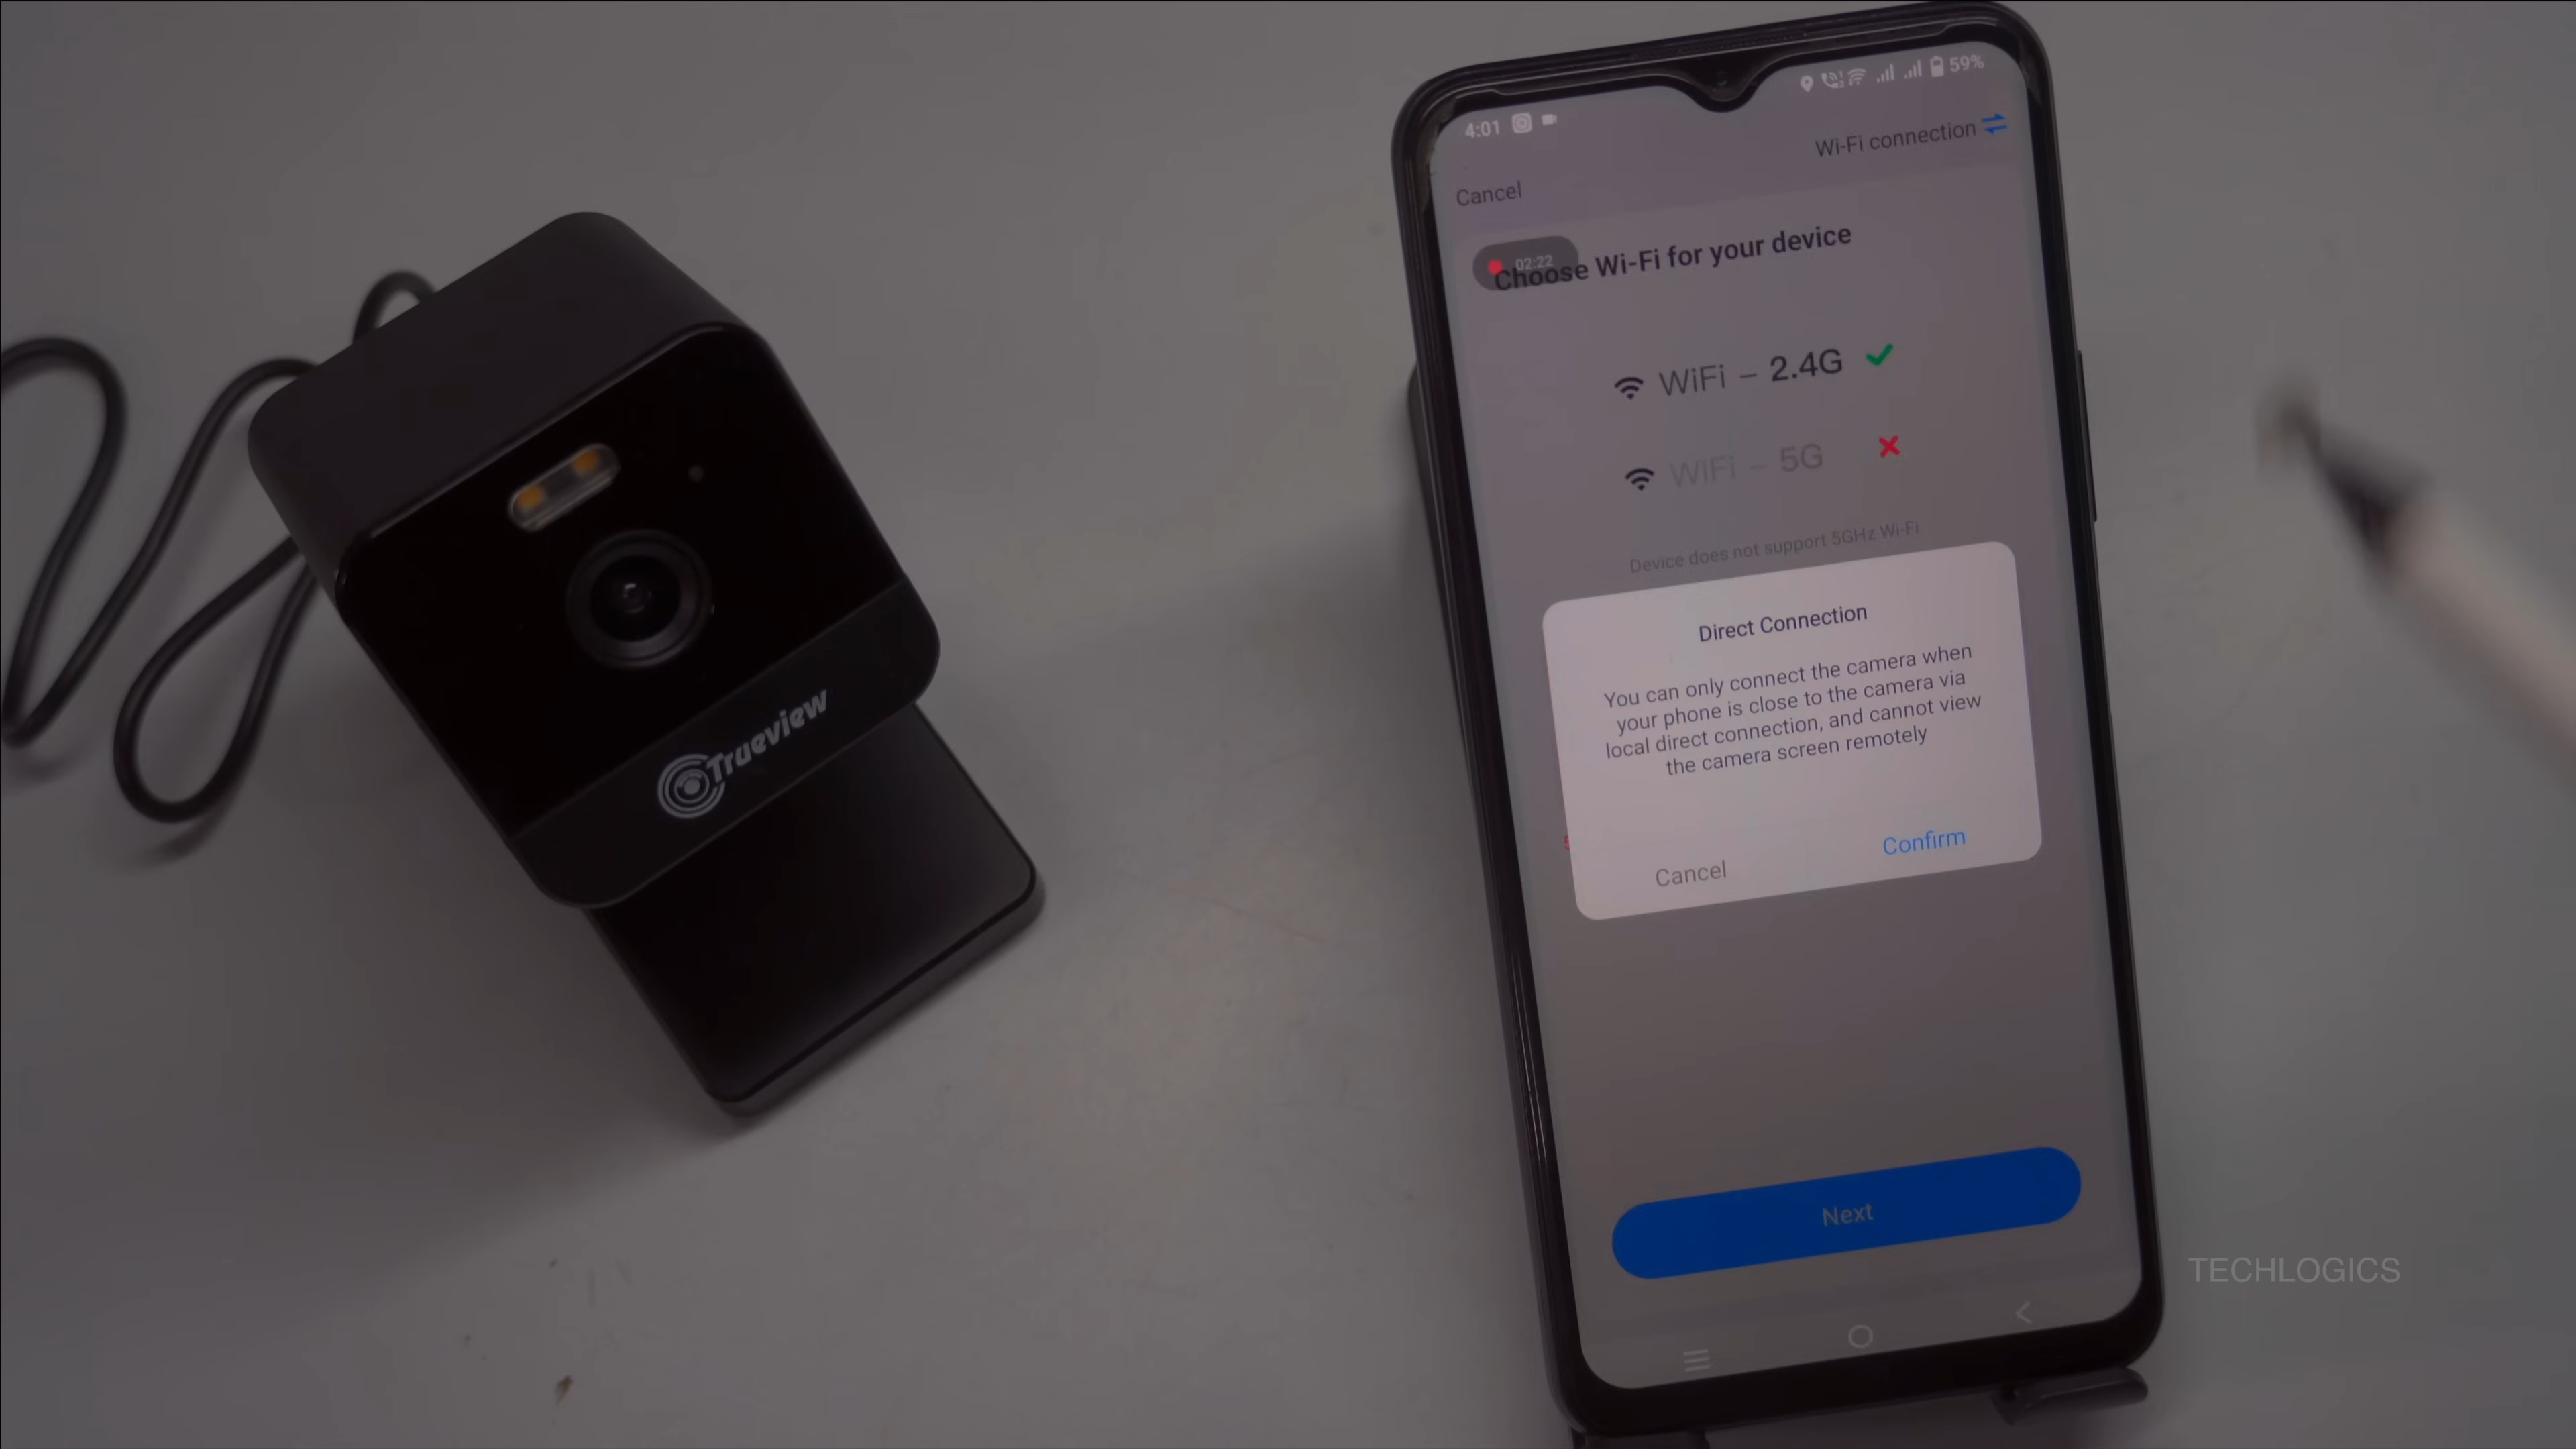 4:01
59%
Wi-Fi connection
Cancel
02:22
Choose Wi-Fi for your device
WiFi – 2.4G
WiFi – 5G
Device does not support 5GHz Wi-Fi
Direct Connection
You can only connect the camera when
your phone is close to the camera via
local direct connection, and cannot view
the camera screen remotely
Cancel
Confirm
Next
Trueview
TECHLOGICS